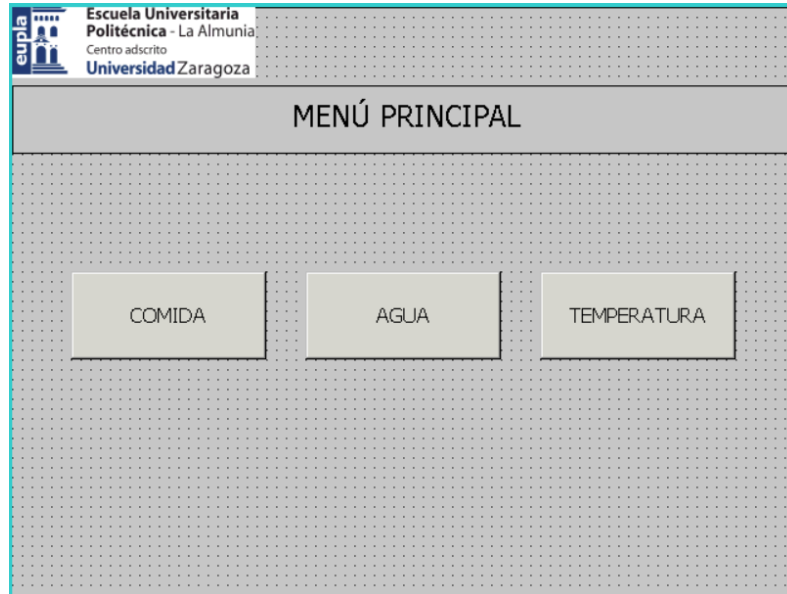 eupla
Escuela Universitaria
Politécnica - La Almunia
Centro adscrito
Universidad Zaragoza
MENÚ PRINCIPAL
COMIDA
AGUA
TEMPERATURA